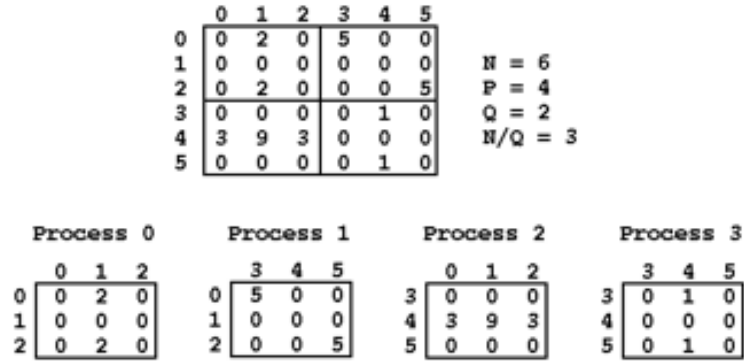 0 1 2 3 4 5
0 0 2 0 5 0 0
1 0 0 0 0 0 0 N = 6
2 0 2 0 0 0 5 P = 4
3 0 0 0 0 1 0 Q = 2
4 3 9 3 0 0 0 N/Q = 3
5 0 0 0 0 1 0
Process 0 Process 1 Process 2 Process 3
0 1 2 3 4 5 0 1 2 3 4 5
0 0 2 0 0 5 0 0 3 0 0 0 3 0 1 0
1 0 0 0 1 0 0 0 4 3 9 3 4 0 0 0
2 0 2 0 2 0 0 5 5 0 0 0 5 0 1 0